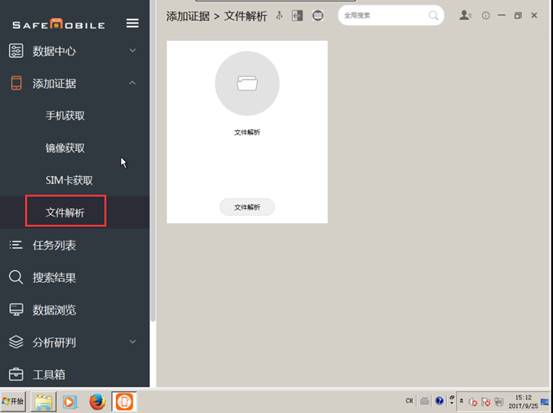 SAFEMOBILE
数据中心
添加证据
手机获取
镜像获取
SIM卡获取
文件解析
任务列表
搜索结果
数据浏览
分析研判
工具箱
添加证据 > 文件解析
全局搜索
文件解析
文件解析
开始
CH
15:12
2017/9/25